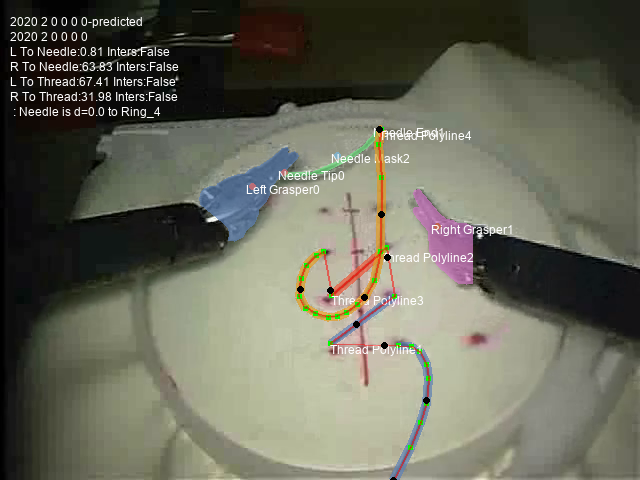 2020 2 0 0 0 0-predicted
2020 2 0 0 0 0
L To Needle:0.81 Inters:False
R To Needle:63.83 Inters:False
L To Thread:67.41 Inters:False
R To Thread:31.98 Inters:False
: Needle is d=0.0 to Ring_4
Needle End1
Thread Polyline4
Needle Mask2
Needle Tip0
Left Grasper0
Right Grasper1
Thread Polyline2
Thread Polyline3
Thread Polyline1